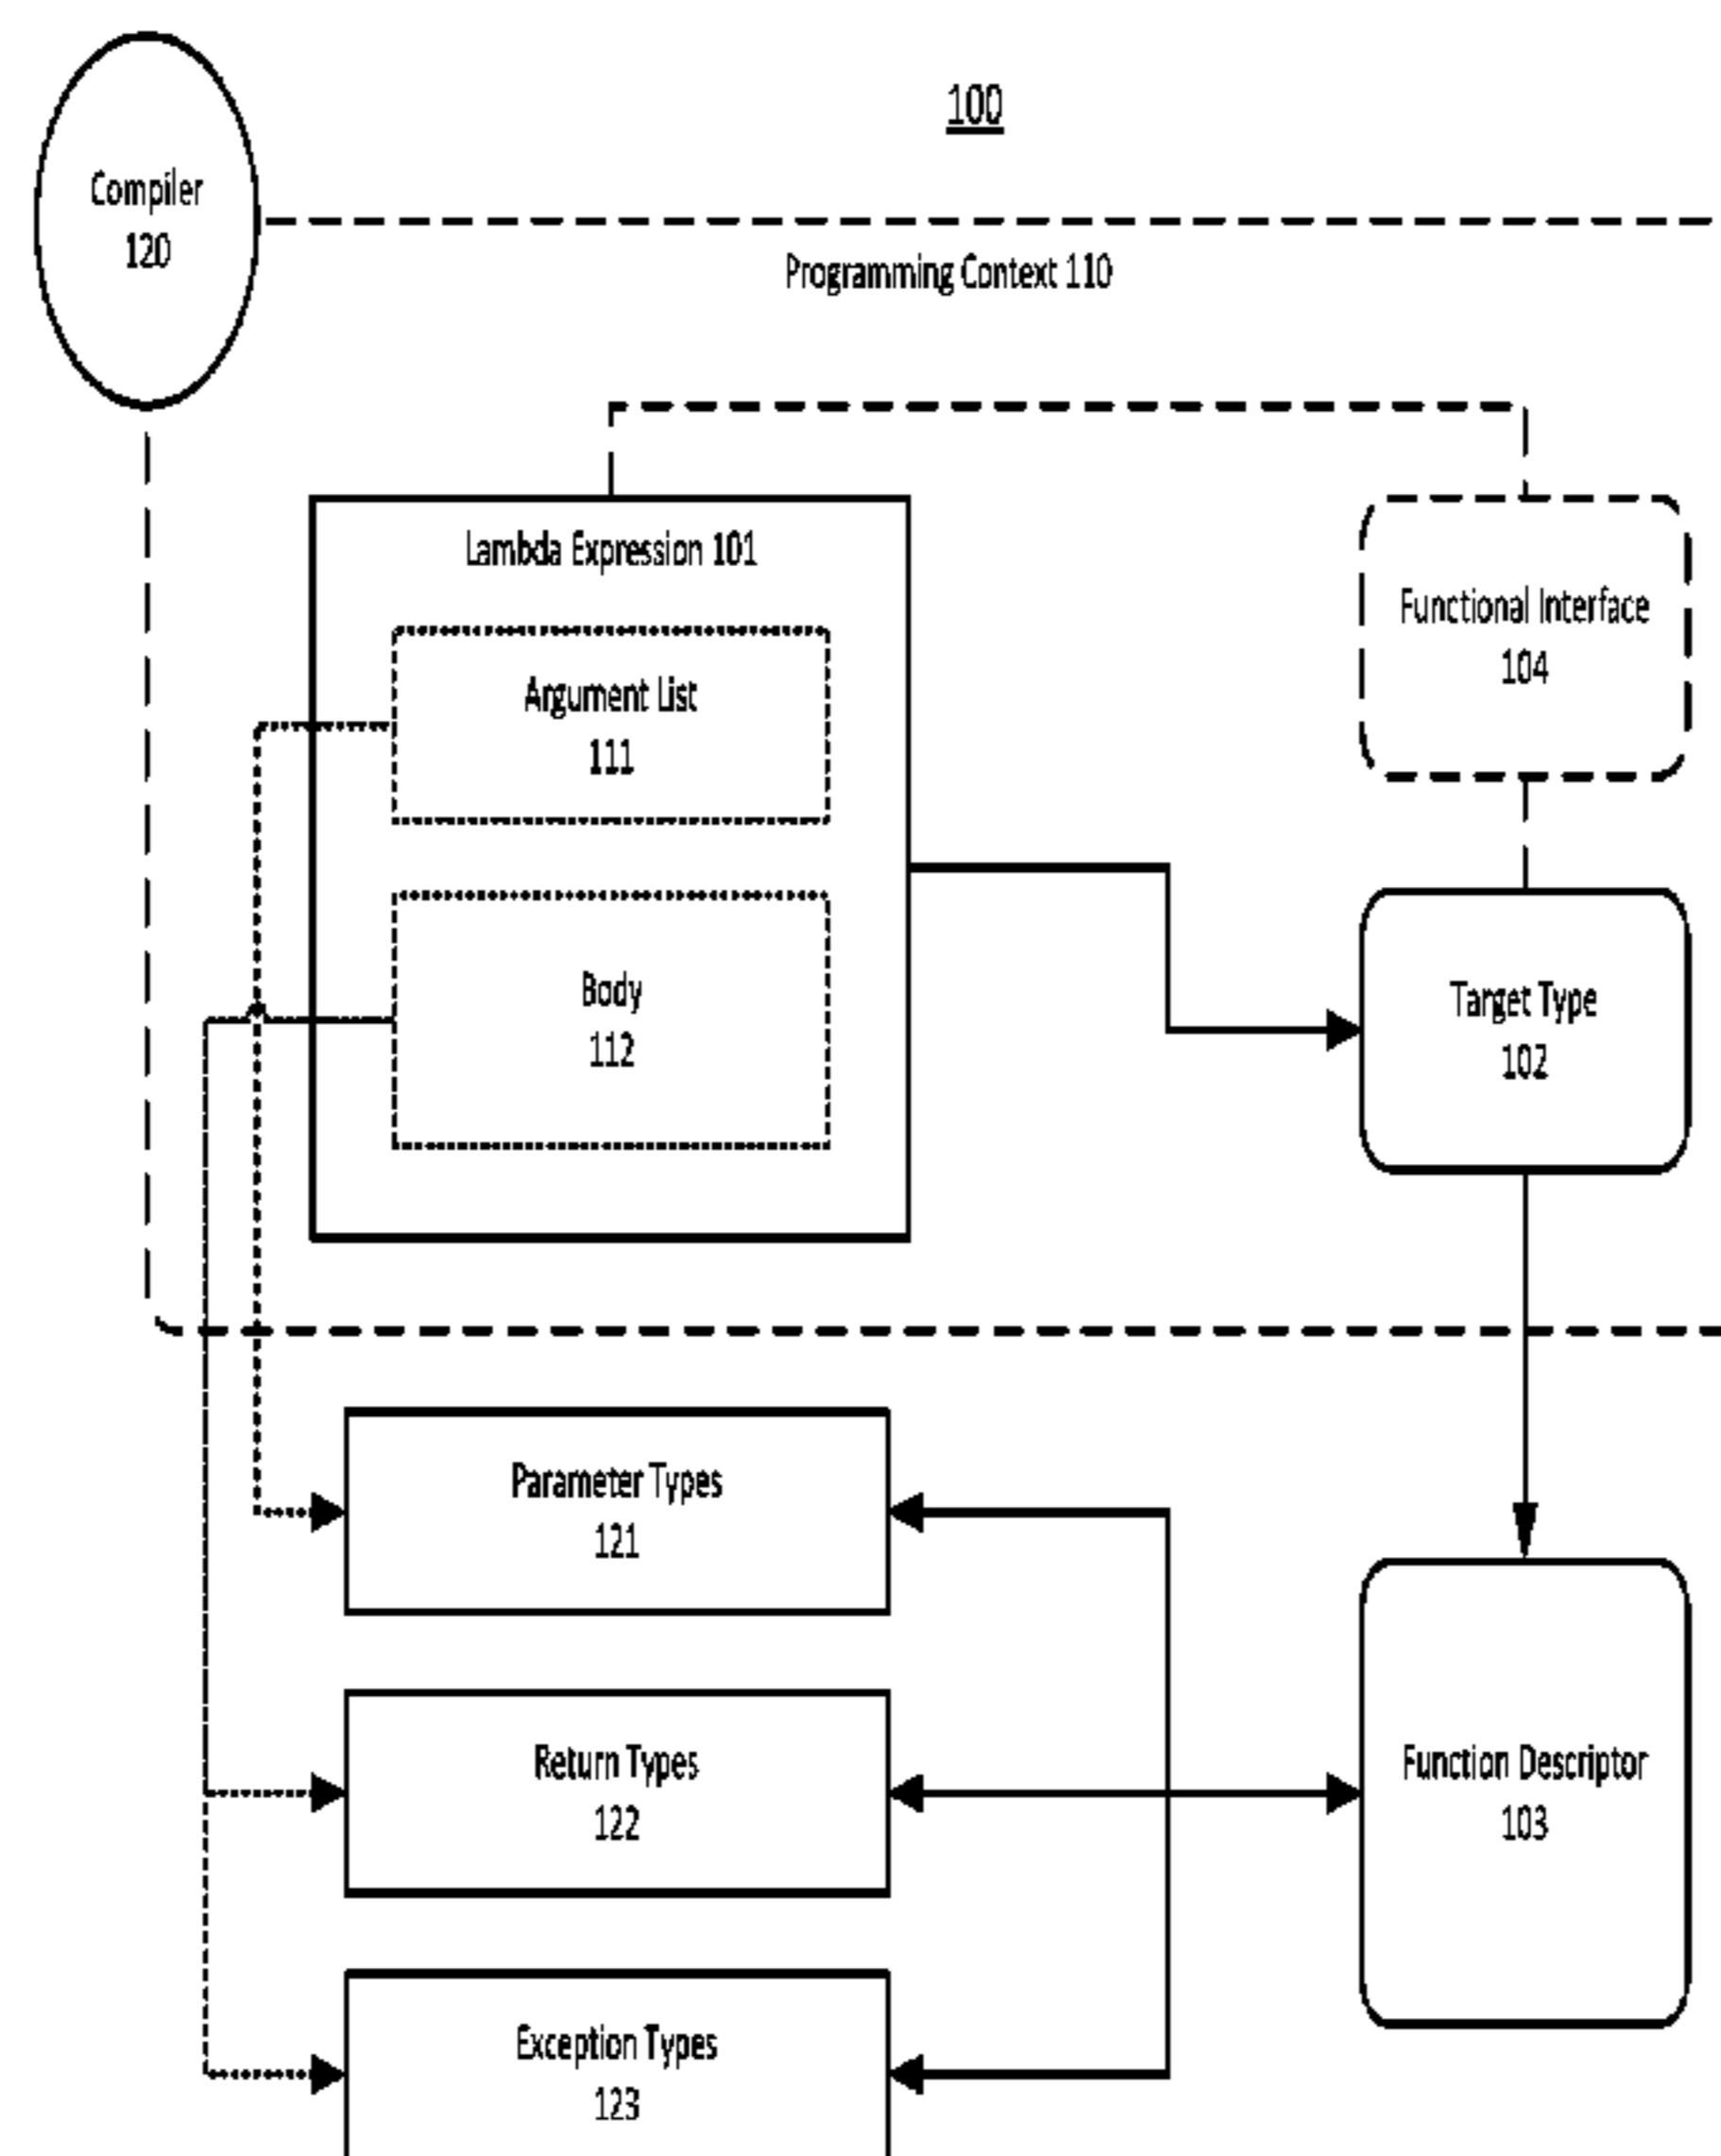 100
Compiler
120
Programming Context 110
Lambda Expression 101
Argument List
111
Functional Interface
104
Body
112
Target Type
102
Parameter Types
121
Return Types
122
Function Descriptor
103
Exception Types
123